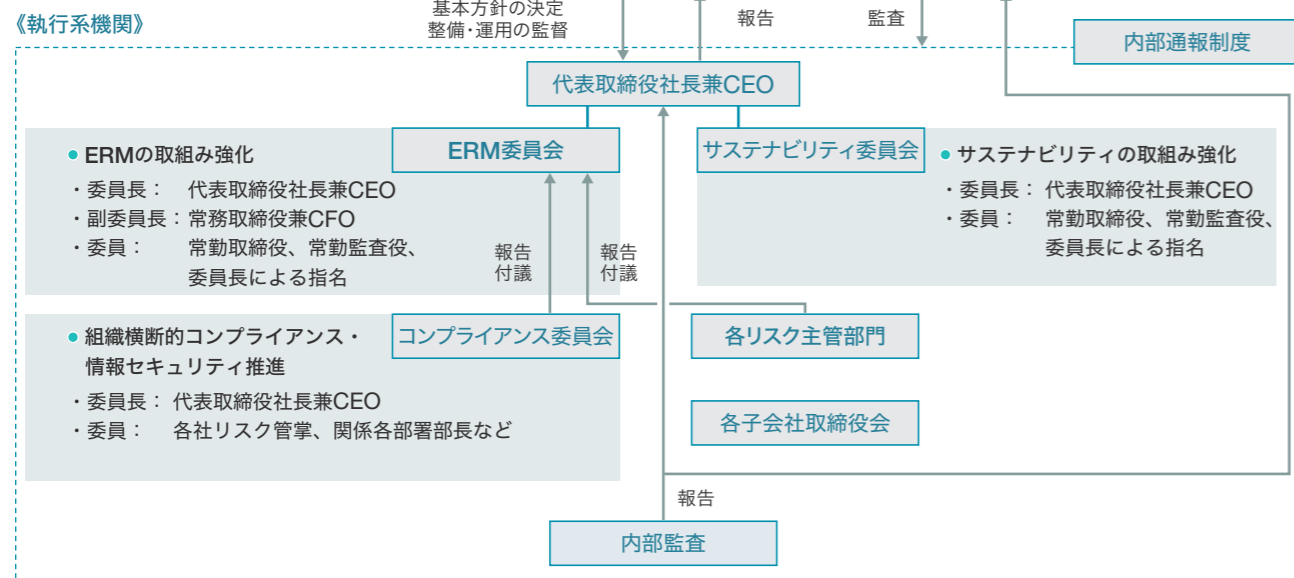 基本方針の決定
整備・運用の監督
報告
監査
《執行系機関》
内部通報制度
代表取締役社長兼CEO
ERM委員会
● ERMの取組み強化
・委員長： 代表取締役社長兼CEO
・副委員長：常務取締役兼CFO
・委員： 常勤取締役、常勤監査役、
委員長による指名
報告
付議
報告
付議
サステナビリティ委員会
● サステナビリティの取組み強化
・委員長： 代表取締役社長兼CEO
・委員： 常勤取締役、常勤監査役、
委員長による指名
コンプライアンス委員会
● 組織横断的コンプライアンス・
情報セキュリティ推進
・委員長： 代表取締役社長兼CEO
・委員： 各社リスク管掌、関係各部署部長など
各リスク主管部門
各子会社取締役会
報告
内部監査